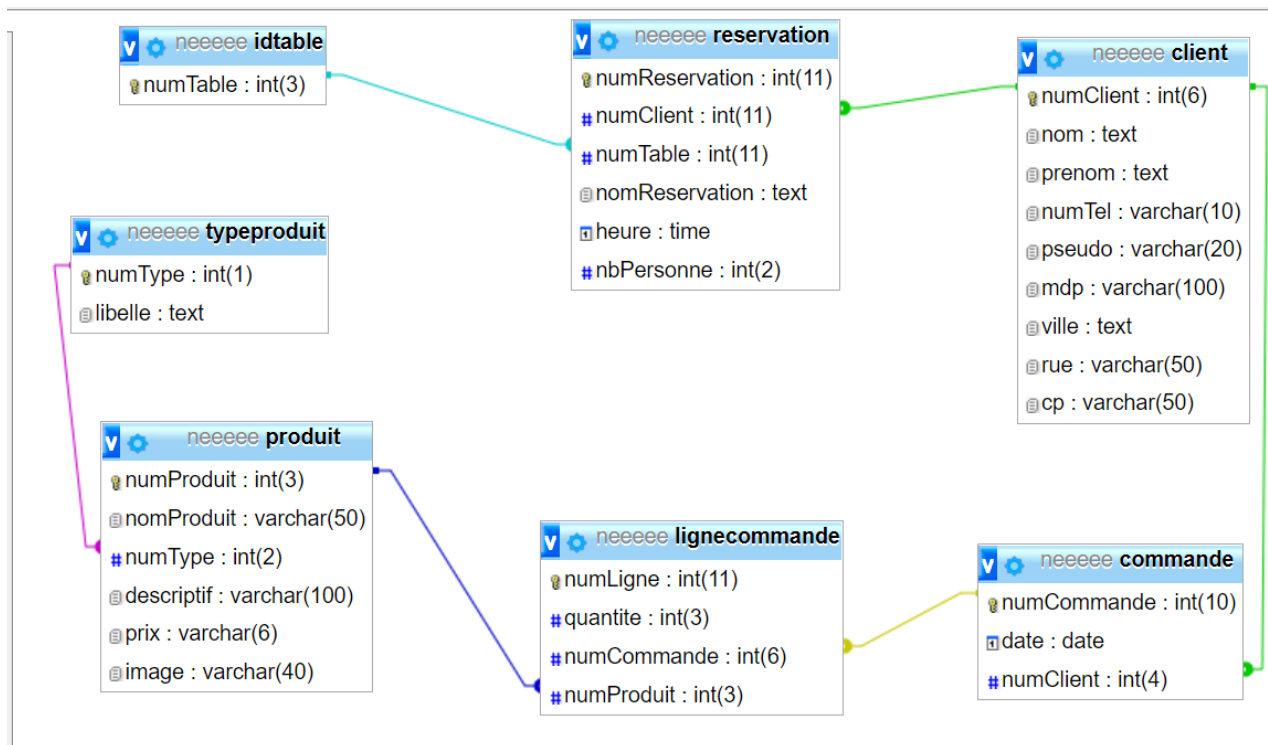 neeeee idtable
numTable : int(3)
neeeee reservation
numReservation : int(11)
numClient : int(11)
numTable : int(11)
nomReservation : text
heure : time
nbPersonne : int(2)
neeeee client
numClient : int(6)
nom : text
prenom : text
numTel : varchar(10)
pseudo : varchar(20)
mdp : varchar(100)
ville : text
rue : varchar(50)
cp : varchar(50)
neeeee typeproduit
numType : int(1)
libelle : text
neeeee produit
numProduit : int(3)
nomProduit : varchar(50)
numType : int(2)
descriptif : varchar(100)
prix : varchar(6)
image : varchar(40)
neeeee lignecommande
numLigne : int(11)
quantite : int(3)
numCommande : int(6)
numProduit : int(3)
neeeee commande
numCommande : int(10)
date : date
numClient : int(4)